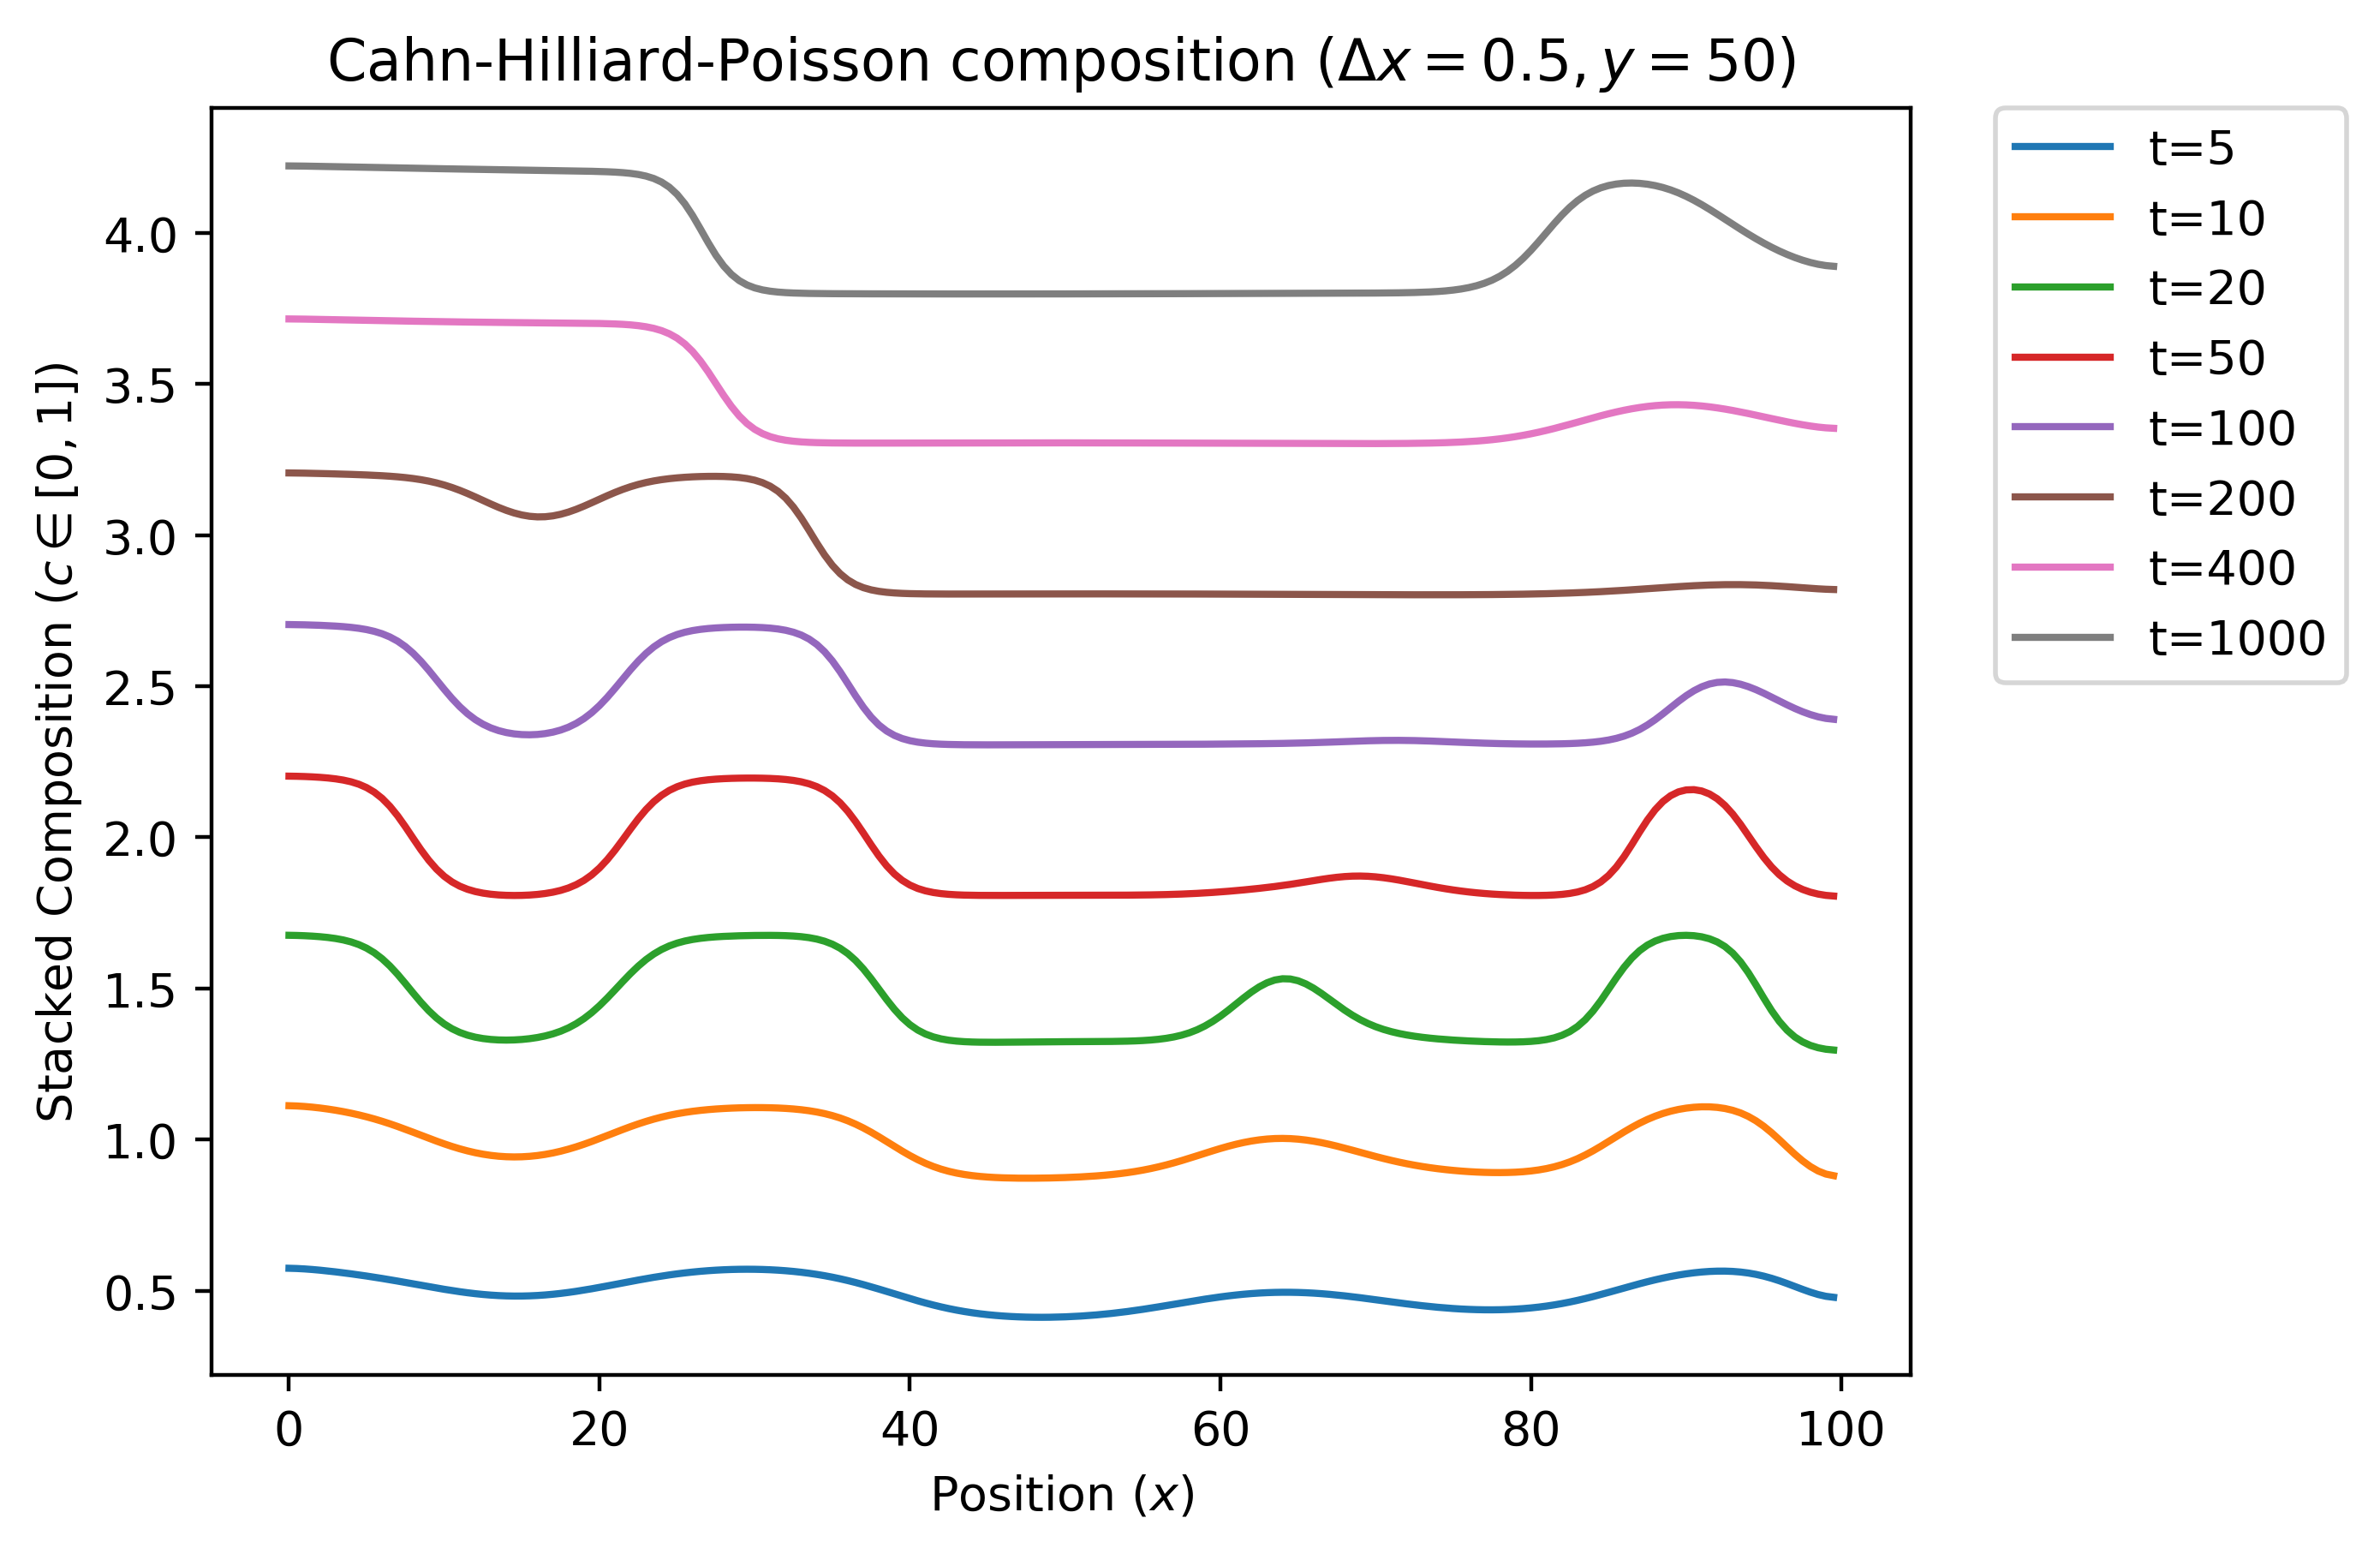 Cahn-Hilliard-Poisson composition (Δx = 0.5, y = 50)
Stacked Composition (c ∈ [0, 1])
4.0
3.5
3.0
2.5
2.0
1.5
1.0
0.5
0 20 40 60 80 100
Position (x)
t=5
t=10
t=20
t=50
t=100
t=200
t=400
t=1000